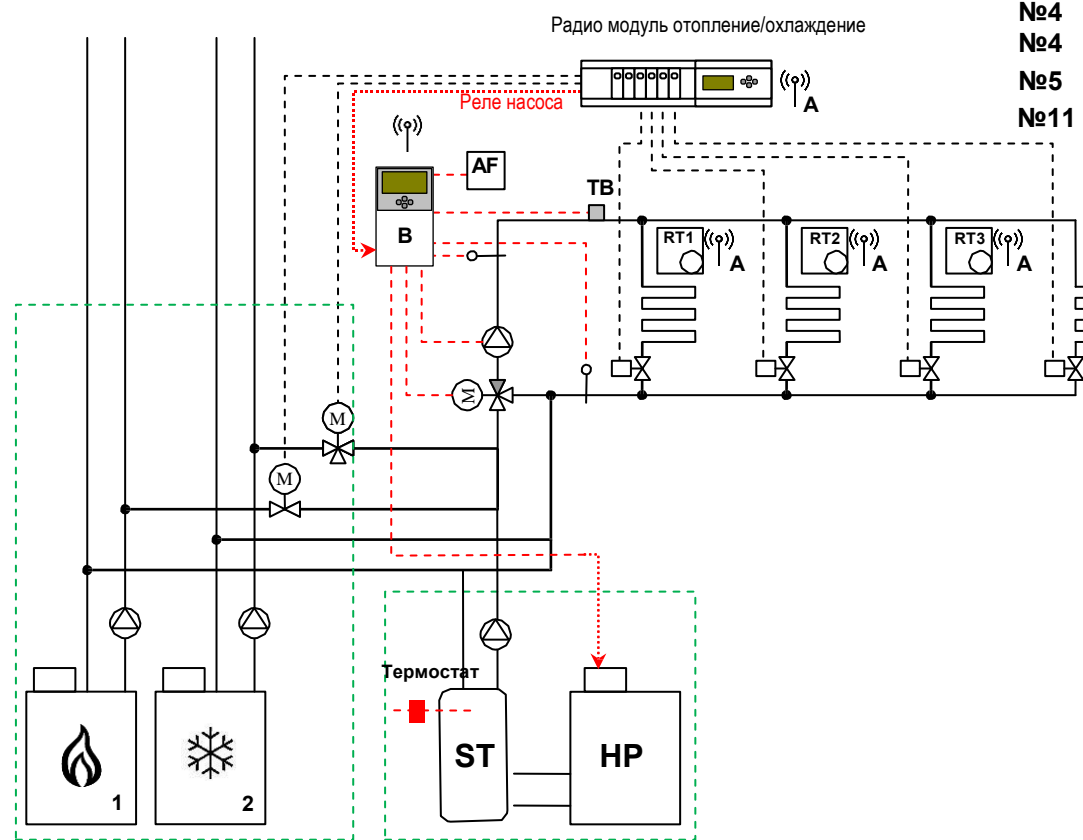 №4
Радио модуль отопление/охлаждение
№4
№5
Реле насоса
A
№11
AF
TB
B
RT1
A
RT2
A
RT3
A
M
M
M
Термостат
ST
HP
1
2